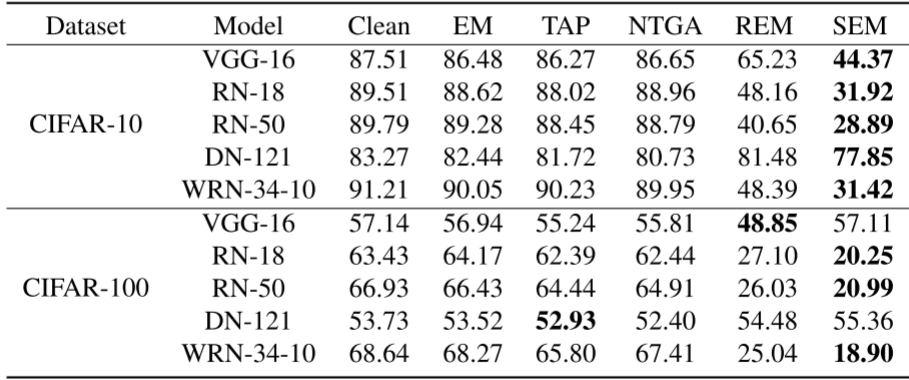 Dataset Model Clean EM TAP NTGA REM SEM
VGG-16 87.51 86.48 86.27 86.65 65.23 44.37
RN-18 89.51 88.62 88.02 88.96 48.16 31.92
CIFAR-10 RN-50 89.79 89.28 88.45 88.79 40.65 28.89
DN-121 83.27 82.44 81.72 80.73 81.48 77.85
WRN-34-10 91.21 90.05 90.23 89.95 48.39 31.42
VGG-16 57.14 56.94 55.24 55.81 48.85 57.11
RN-18 63.43 64.17 62.39 62.44 27.10 20.25
CIFAR-100 RN-50 66.93 66.43 64.44 64.91 26.03 20.99
DN-121 53.73 53.52 52.93 52.40 54.48 55.36
WRN-34-10 68.64 68.27 65.80 67.41 25.04 18.90